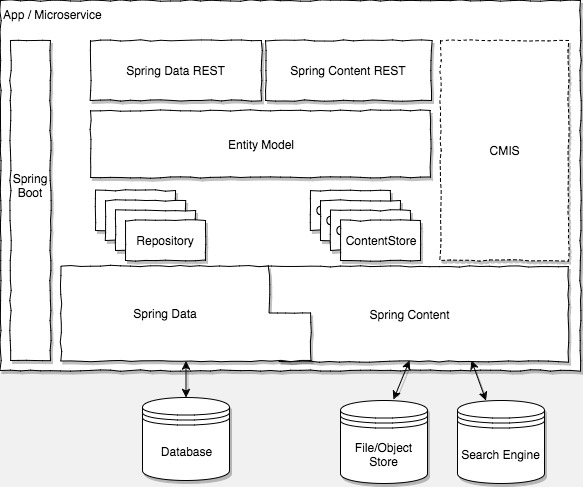 App / Microservice
Spring Data REST
Spring Content REST
Entity Model
CMIS
Spring
Boot
Repository
ContentStore
Spring Data
Spring Content
Database
File/Object
Store
Search Engine